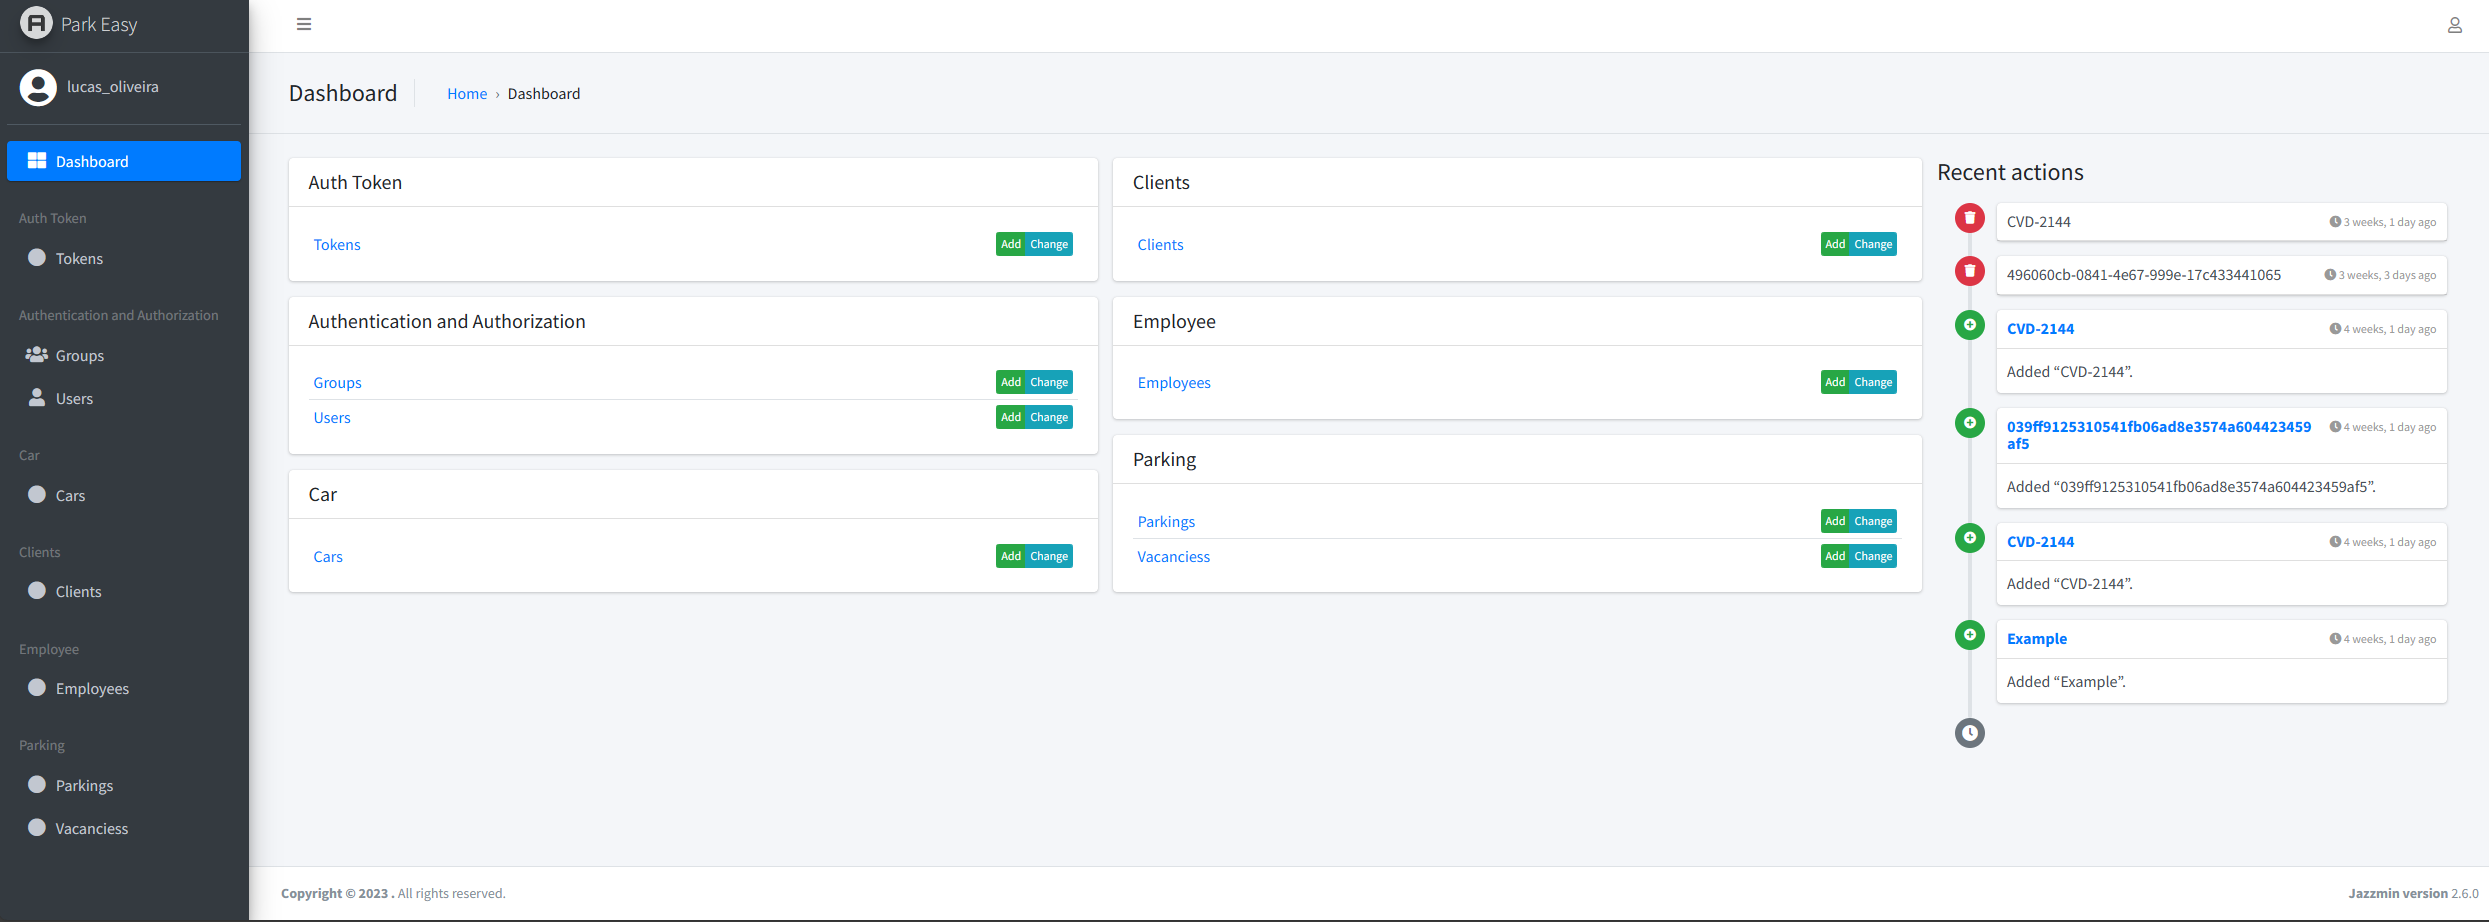 Park Easy
lucas_oliveira
Dashboard
Auth Token
Tokens
Authentication and Authorization
Groups
Users
Car
Cars
Clients
Clients
Employee
Employees
Parking
Parkings
Vacanciess
Dashboard
Home › Dashboard
Auth Token
Tokens Add Change
Authentication and Authorization
Groups Add Change
Users Add Change
Car
Cars Add Change
Clients
Clients Add Change
Employee
Employees Add Change
Parking
Parkings Add Change
Vacanciess Add Change
Recent actions
CVD-2144 3 weeks, 1 day ago
496060cb-0841-4e67-999e-17c433441065 3 weeks, 3 days ago
CVD-2144 4 weeks, 1 day ago
Added “CVD-2144”.
039ff9125310541fb06ad8e3574a604423459 4 weeks, 1 day ago
af5
Added “039ff9125310541fb06ad8e3574a604423459af5”.
CVD-2144 4 weeks, 1 day ago
Added “CVD-2144”.
Example 4 weeks, 1 day ago
Added “Example”.
Copyright © 2023 . All rights reserved.
Jazzmin version 2.6.0